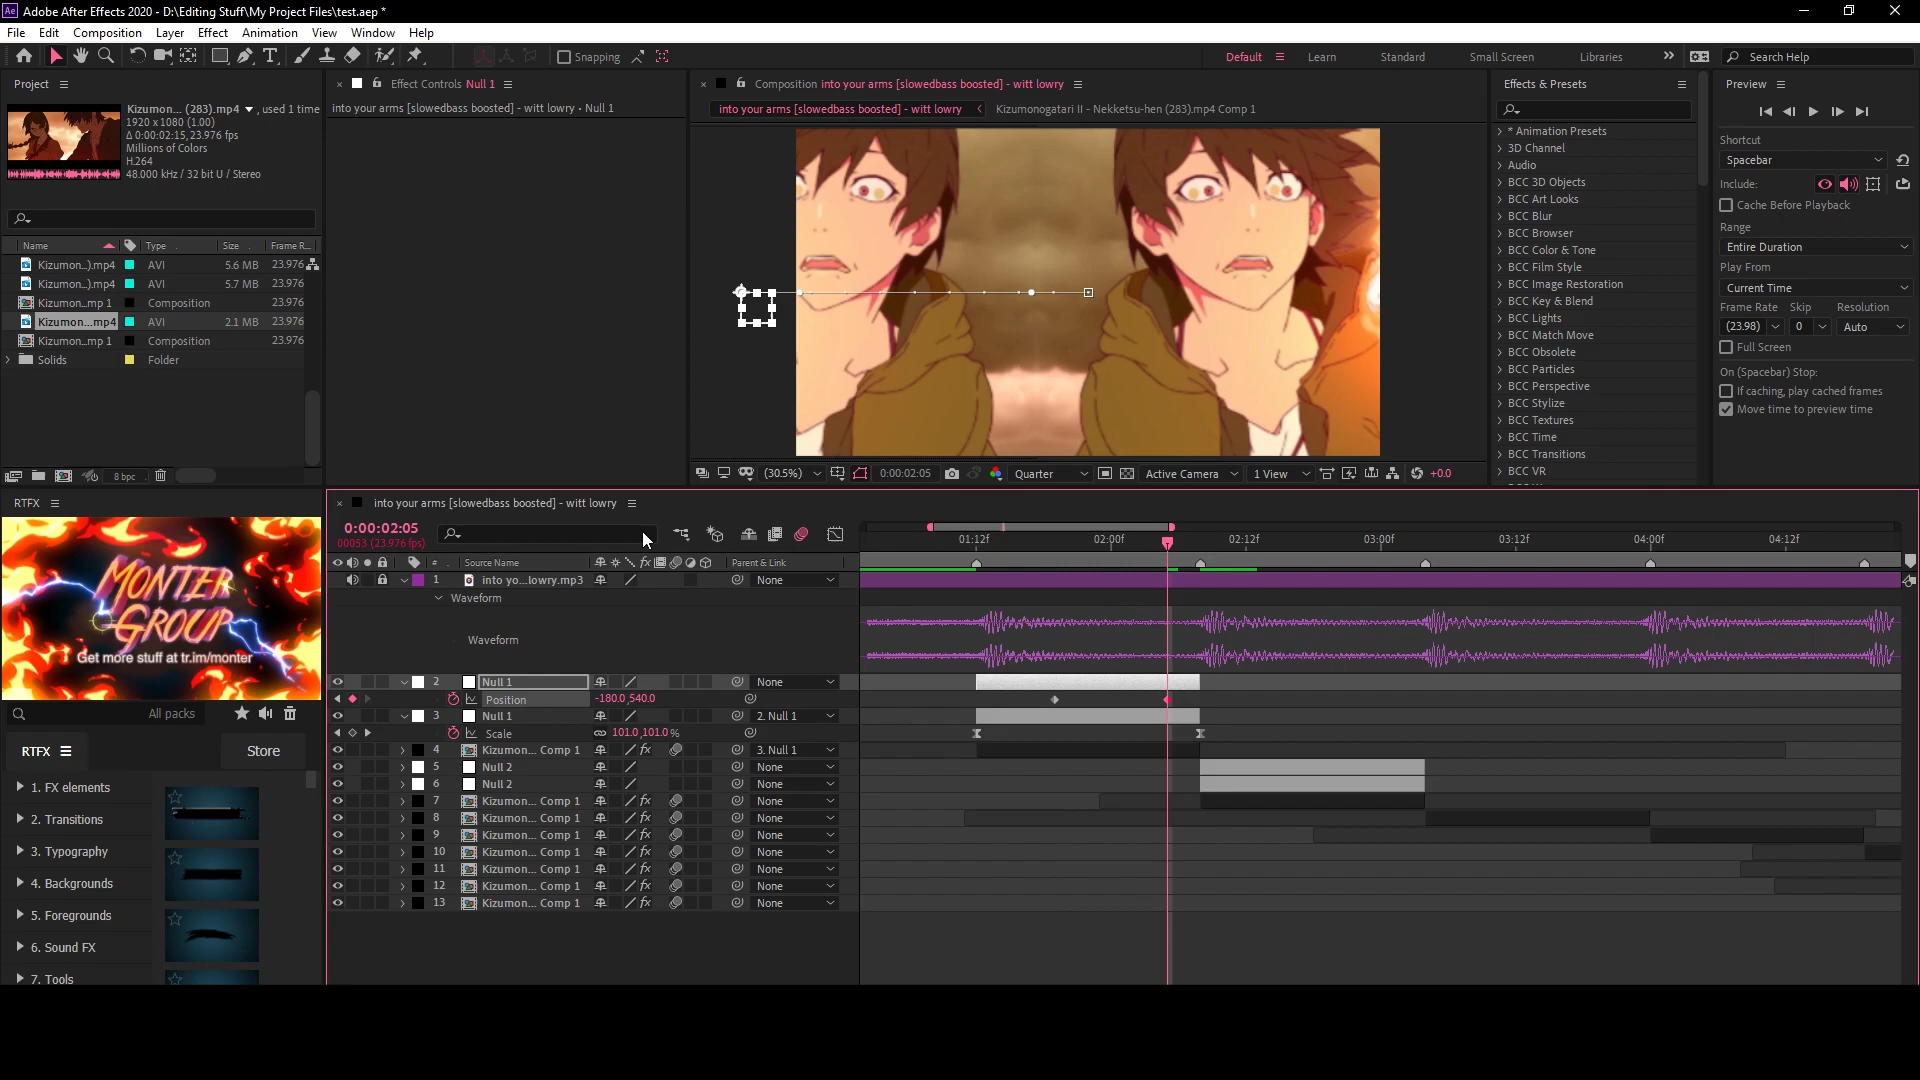 Adobe After Effects 2020 - D:\Editing Stuff\My Project Files\test.aep *
File Edit Composition Layer Effect Animation View Window Help
Snapping
Default Learn Standard Small Screen Libraries Search Help
Project
Kizumon... (283).mp4 , used 1 time
1920 x 1080 (1.00)
Δ 0:00:02:15, 23.976 fps
Millions of Colors
H.264
48.000 kHz / 32 bit U / Stereo
Name Type Size Frame R...
Kizumon...).mp4 AVI 5.6 MB 23.976
Kizumon...).mp4 AVI 5.7 MB 23.976
Kizumon...mp 1 Composition 23.976
Kizumon...mp4 AVI 2.1 MB 23.976
Kizumon...mp 1 Composition 23.976
Solids Folder
8 bpc
Effect Controls Null 1
into your arms [slowedbass boosted] - witt lowry • Null 1
Composition into your arms [slowedbass boosted] - witt lowry
into your arms [slowedbass boosted] - witt lowry Kizumonogatari II - Nekketsu-hen (283).mp4 Comp 1
(30.5%) 0:00:02:05 Quarter Active Camera 1 View +0.0
Effects & Presets
* Animation Presets
3D Channel
Audio
BCC 3D Objects
BCC Art Looks
BCC Blur
BCC Browser
BCC Color & Tone
BCC Film Style
BCC Image Restoration
BCC Key & Blend
BCC Lights
BCC Match Move
BCC Obsolete
BCC Particles
BCC Perspective
BCC Stylize
BCC Textures
BCC Time
BCC Transitions
BCC VR
Preview
Shortcut
Spacebar
Include:
Cache Before Playback
Range
Entire Duration
Play From
Current Time
Frame Rate Skip Resolution
(23.98) 0 Auto
Full Screen
On (Spacebar) Stop:
If caching, play cached frames
Move time to preview time
RTFX
MONTER
GROUP
Get more stuff at tr.im/monter
All packs
RTFX Store
1. FX elements
2. Transitions
3. Typography
4. Backgrounds
5. Foregrounds
6. Sound FX
7. Tools
into your arms [slowedbass boosted] - witt lowry
0:00:02:05
00053 (23.976 fps)
01:12f 02:00f 02:12f 03:00f 03:12f 04:00f 04:12f
# Source Name Parent & Link
1 into yo...lowry.mp3 None
Waveform
Waveform
2 Null 1 None
Position -180.0,540.0
3 Null 1 2. Null 1
Scale 101.0,101.0%
4 Kizumon... Comp 1 3. Null 1
5 Null 2 None
6 Null 2 None
7 Kizumon... Comp 1 None
8 Kizumon... Comp 1 None
9 Kizumon... Comp 1 None
10 Kizumon... Comp 1 None
11 Kizumon... Comp 1 None
12 Kizumon... Comp 1 None
13 Kizumon... Comp 1 None